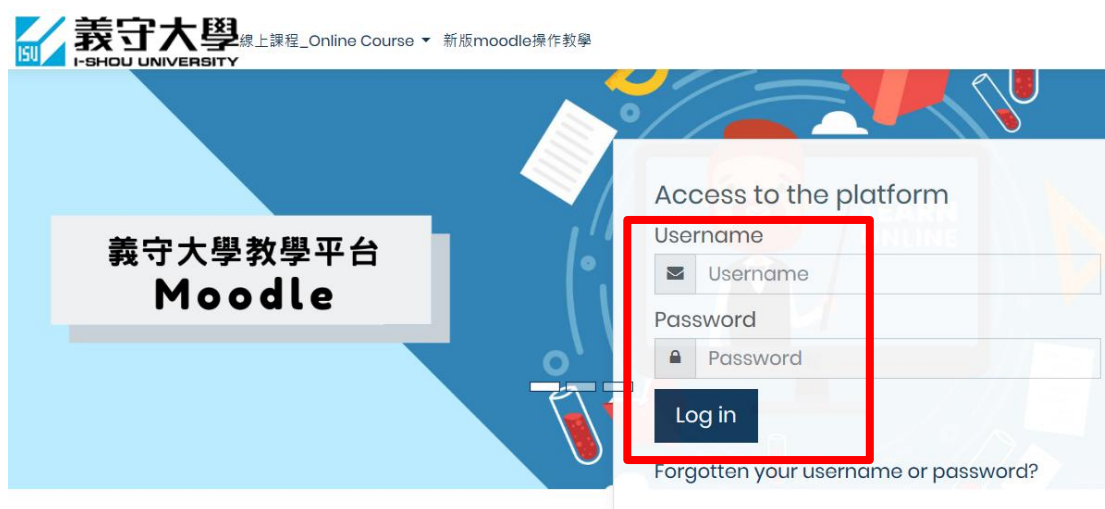 ISU
義守大學
I-SHOU UNIVERSITY
線上課程_Online Course 新版moodle操作教學
義守大學教學平台
Moodle
Access to the platform
LEARN
ONLINE
Username
Username
Password
Password
Log in
Forgotten your username or password?